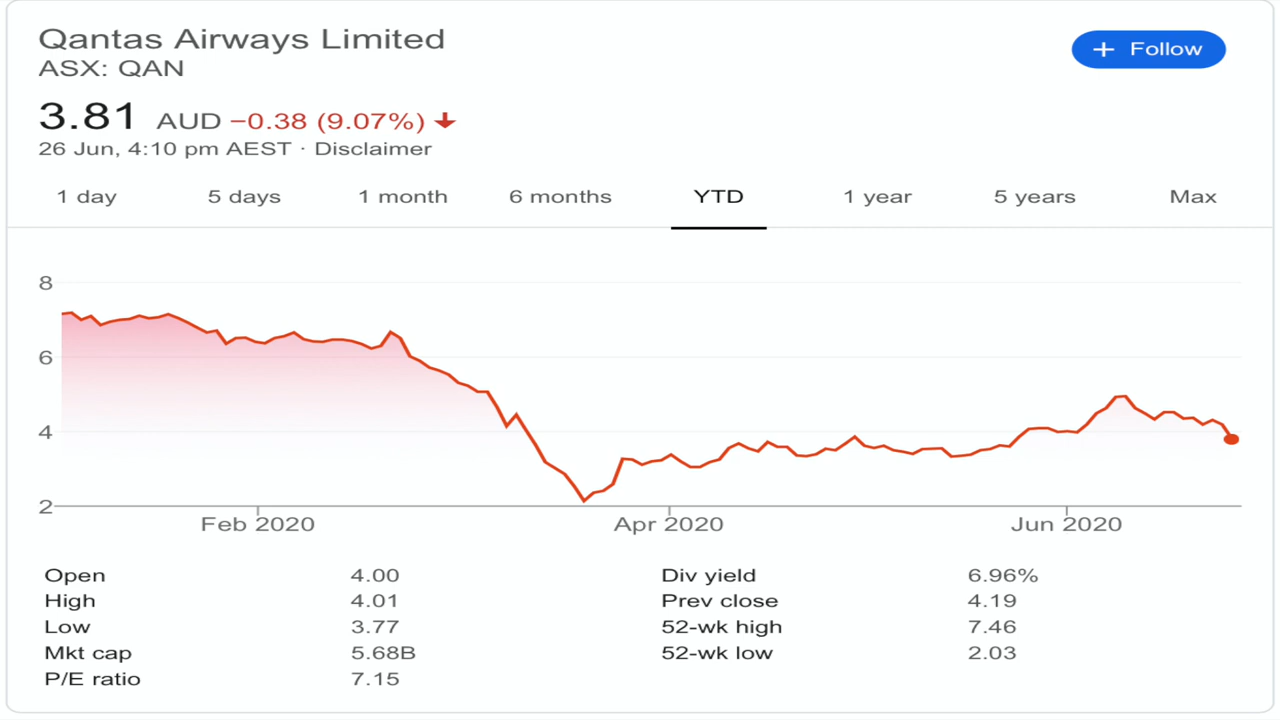 Qantas Airways Limited
ASX: QAN
+ Follow
3.81 AUD −0.38 (9.07%)
26 Jun, 4:10 pm AEST · Disclaimer
1 day 5 days 1 month 6 months YTD 1 year 5 years Max
8
6
4
2
Feb 2020 Apr 2020 Jun 2020
Open 4.00 Div yield 6.96%
High 4.01 Prev close 4.19
Low 3.77 52-wk high 7.46
Mkt cap 5.68B 52-wk low 2.03
P/E ratio 7.15